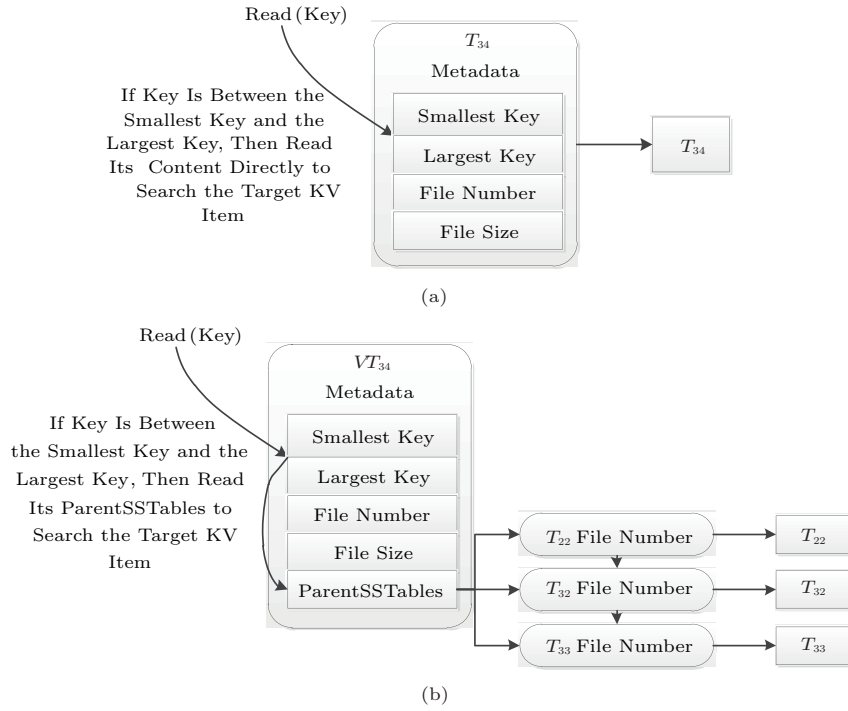 Read (Key)
T34
Metadata
If Key Is Between the
Smallest Key and the
Largest Key, Then Read
Its Content Directly to
Search the Target KV
Item
Smallest Key
Largest Key
File Number
File Size
T34
(a)
Read (Key)
VT34
Metadata
If Key Is Between
the Smallest Key and the
Largest Key, Then Read
Its ParentSSTables to
Search the Target KV
Item
Smallest Key
Largest Key
File Number
File Size
ParentSSTables
T22 File Number
T22
T32 File Number
T32
T33 File Number
T33
(b)